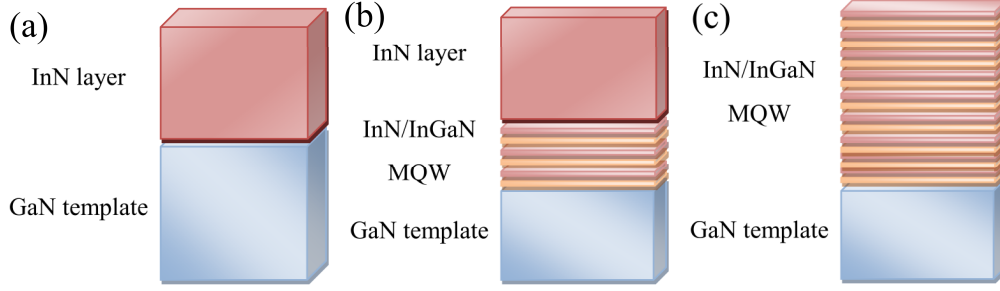 (a)
InN layer
GaN template
(b)
InN layer
InN/InGaN
MQW
GaN template
(c)
InN/InGaN
MQW
GaN template